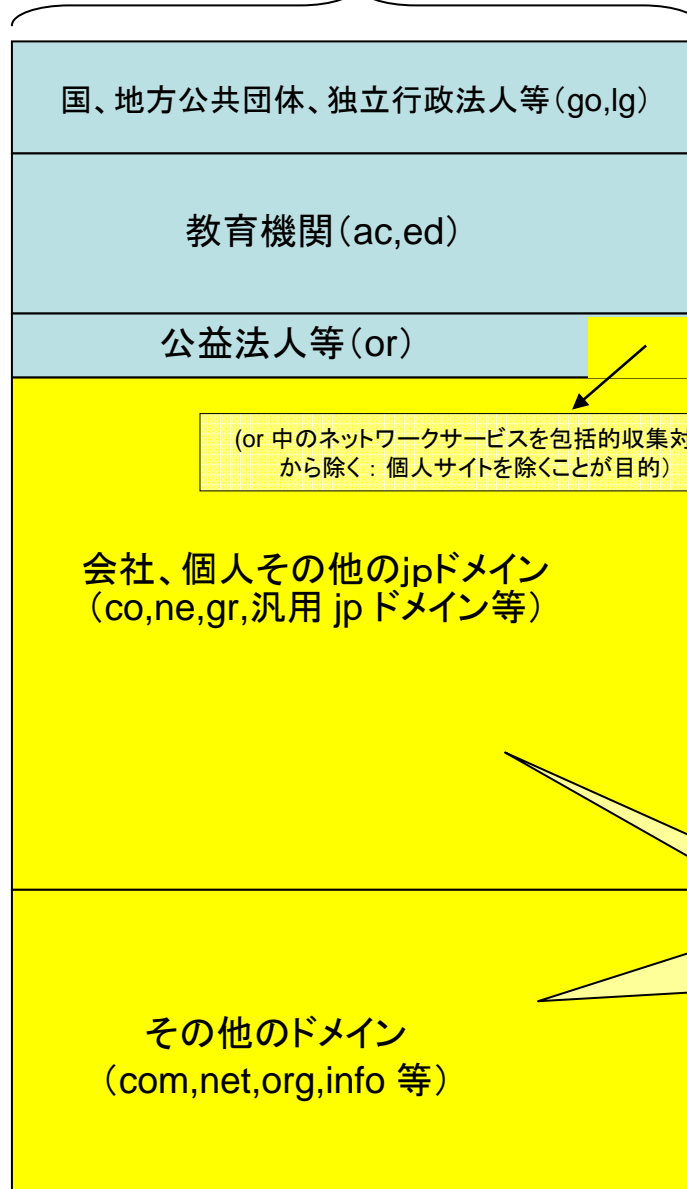 国、地方公共団体、独立行政法人等(go,lg)
教育機関(ac,ed)
公益法人等(or)
(or 中のネットワークサービスを包括的収集対
から除く：個人サイトを除くことが目的)
会社、個人その他のjpドメイン
(co,ne,gr,汎用 jp ドメイン等)
その他のドメイン
(com,net,org,info 等)